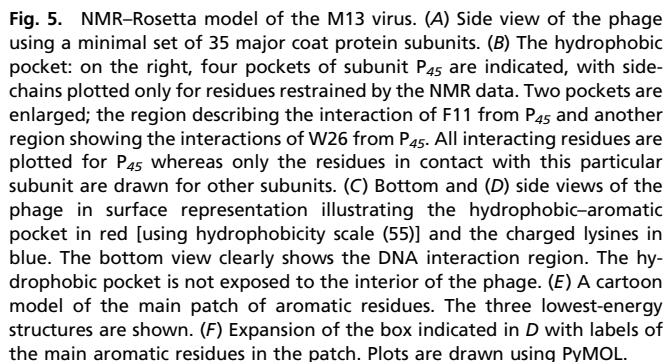 Fig. 5. NMR–Rosetta model of the M13 virus. (A) Side view of the phage
using a minimal set of 35 major coat protein subunits. (B) The hydrophobic
pocket: on the right, four pockets of subunit P45 are indicated, with side-
chains plotted only for residues restrained by the NMR data. Two pockets are
enlarged; the region describing the interaction of F11 from P45 and another
region showing the interactions of W26 from P45. All interacting residues are
plotted for P45 whereas only the residues in contact with this particular
subunit are drawn for other subunits. (C) Bottom and (D) side views of the
phage in surface representation illustrating the hydrophobic–aromatic
pocket in red [using hydrophobicity scale (55)] and the charged lysines in
blue. The bottom view clearly shows the DNA interaction region. The hy-
drophobic pocket is not exposed to the interior of the phage. (E) A cartoon
model of the main patch of aromatic residues. The three lowest-energy
structures are shown. (F) Expansion of the box indicated in D with labels of
the main aromatic residues in the patch. Plots are drawn using PyMOL.